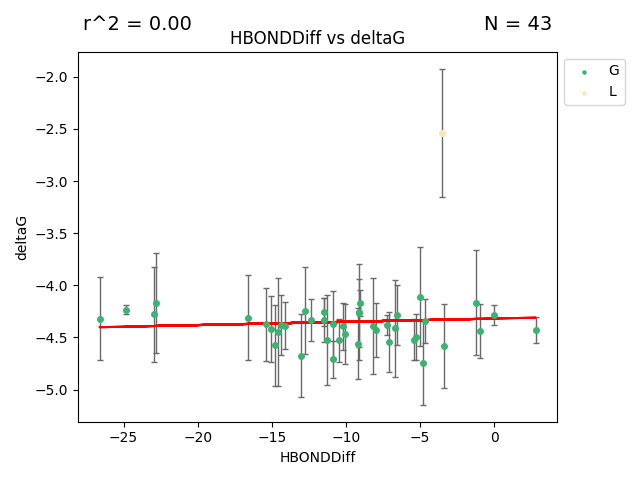 r^2 = 0.00
N = 43
HBONDDiff vs deltaG
G
L
−2.0
−2.5
−3.0
−3.5
−4.0
−4.5
−5.0
deltaG
−25
−20
−15
−10
−5
0
HBONDDiff